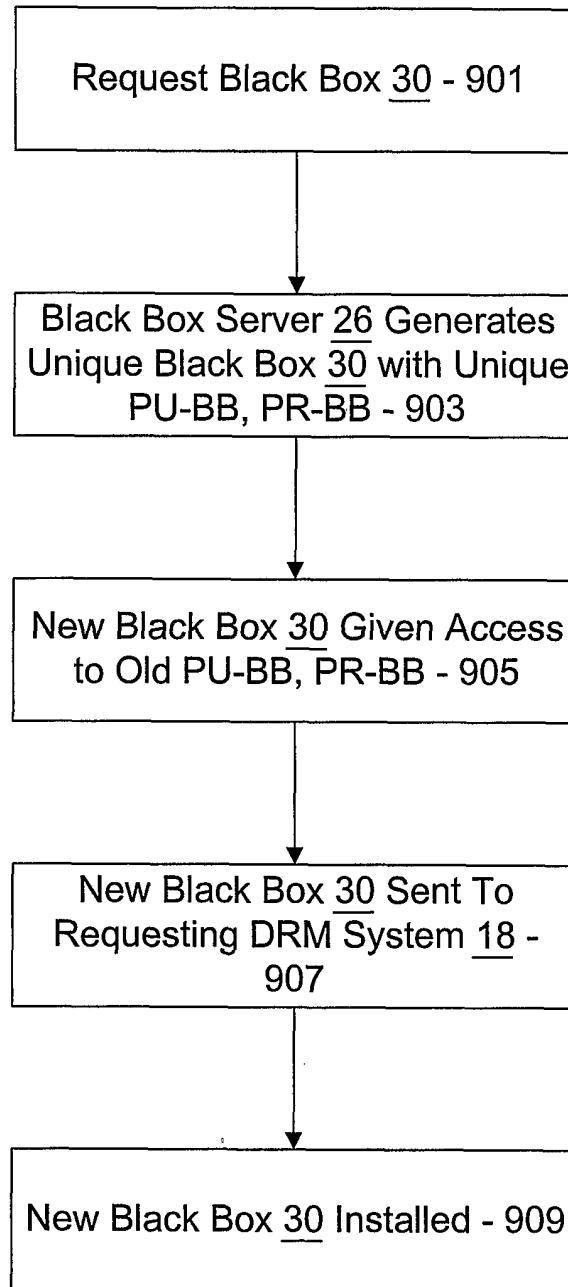 Request Black Box 30 - 901
Black Box Server 26 Generates
Unique Black Box 30 with Unique
PU-BB, PR-BB - 903
New Black Box 30 Given Access
to Old PU-BB, PR-BB - 905
New Black Box 30 Sent To
Requesting DRM System 18 -
907
New Black Box 30 Installed - 909